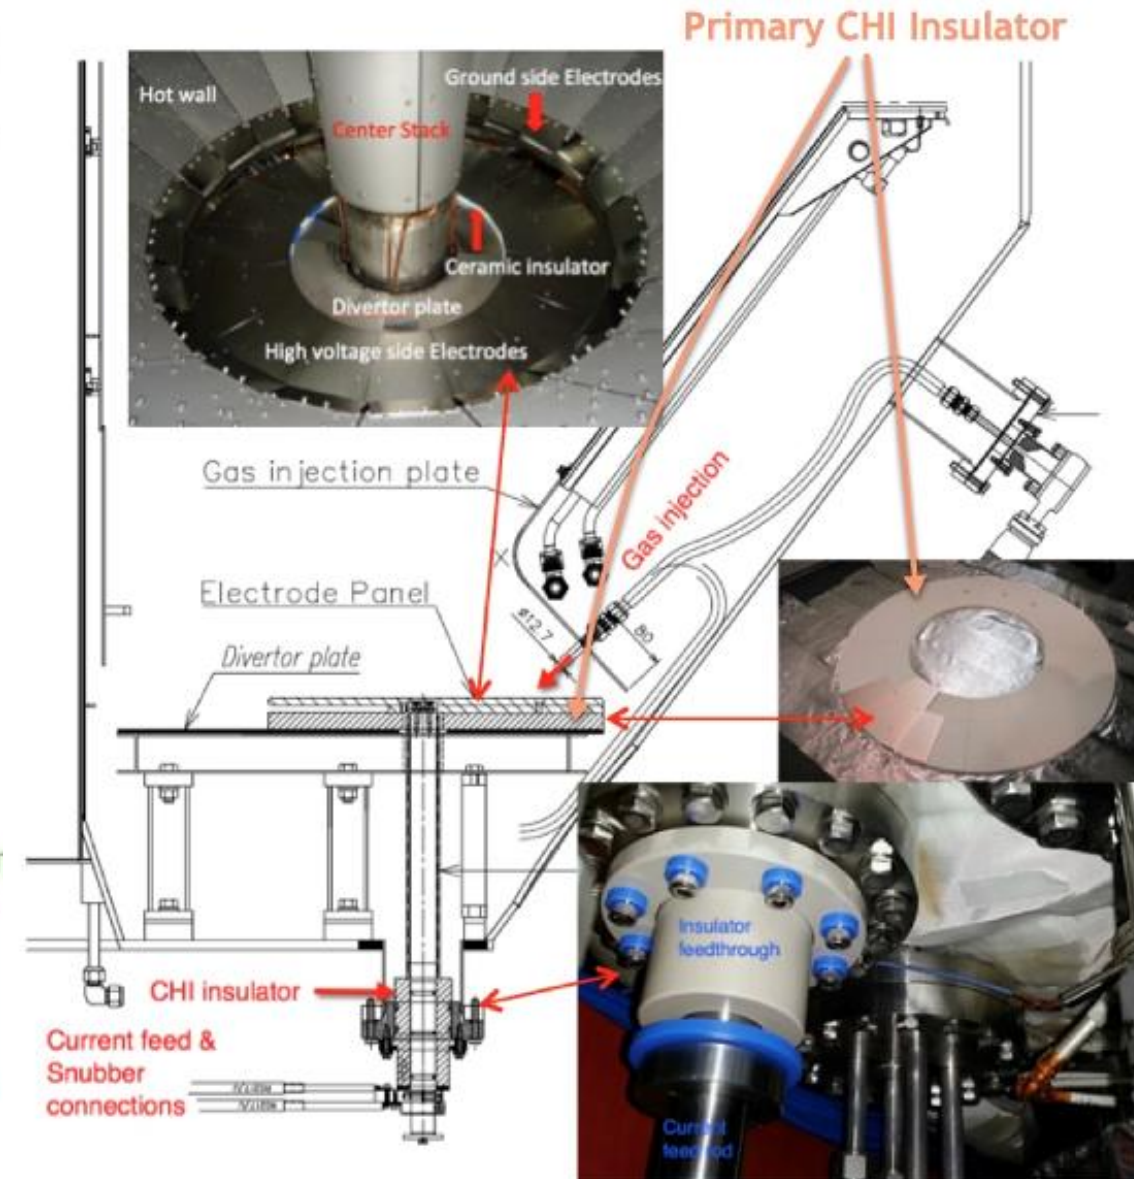 Primary CHI Insulator
Hot wall
Ground side Electrodes
Center Stack
Ceramic insulator
Divertor plate
High voltage side Electrodes
Gas injection plate
Gas injection
Electrode Panel
ø12.7
80
Divertor plate
Insulator
feedthrough
CHI insulator
Current feed &
Snubber
connections
Current